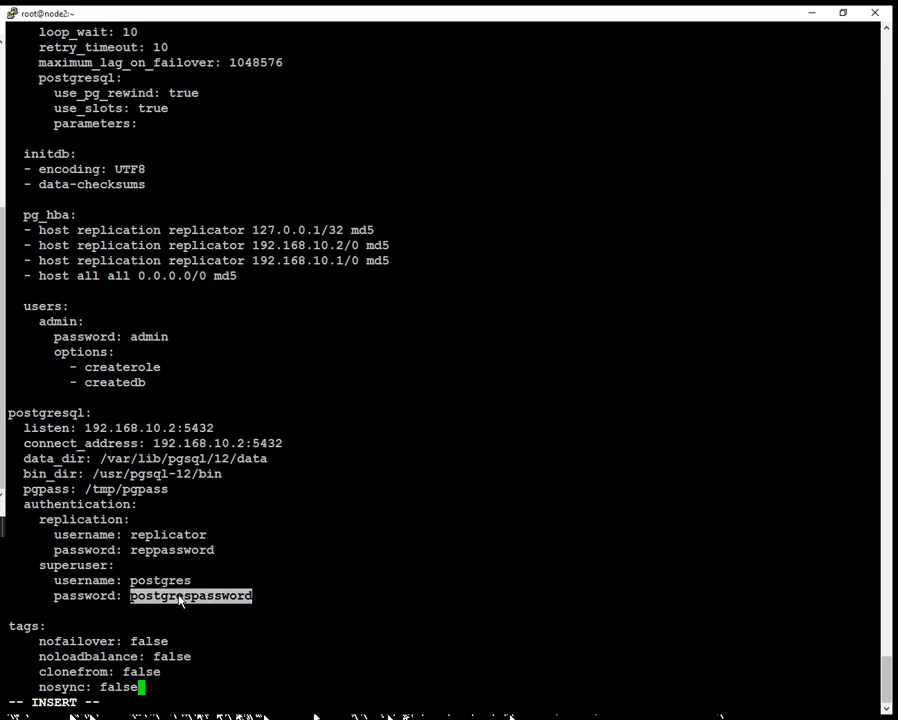 root@node2:~
    loop_wait: 10
    retry_timeout: 10
    maximum_lag_on_failover: 1048576
    postgresql:
      use_pg_rewind: true
      use_slots: true
      parameters:

  initdb:
  - encoding: UTF8
  - data-checksums

  pg_hba:
  - host replication replicator 127.0.0.1/32 md5
  - host replication replicator 192.168.10.2/0 md5
  - host replication replicator 192.168.10.1/0 md5
  - host all all 0.0.0.0/0 md5

  users:
    admin:
      password: admin
      options:
        - createrole
        - createdb

postgresql:
  listen: 192.168.10.2:5432
  connect_address: 192.168.10.2:5432
  data_dir: /var/lib/pgsql/12/data
  bin_dir: /usr/pgsql-12/bin
  pgpass: /tmp/pgpass
  authentication:
    replication:
      username: replicator
      password: reppassword
    superuser:
      username: postgres
      password: postgrespassword

tags:
    nofailover: false
    noloadbalance: false
    clonefrom: false
    nosync: false
-- INSERT --